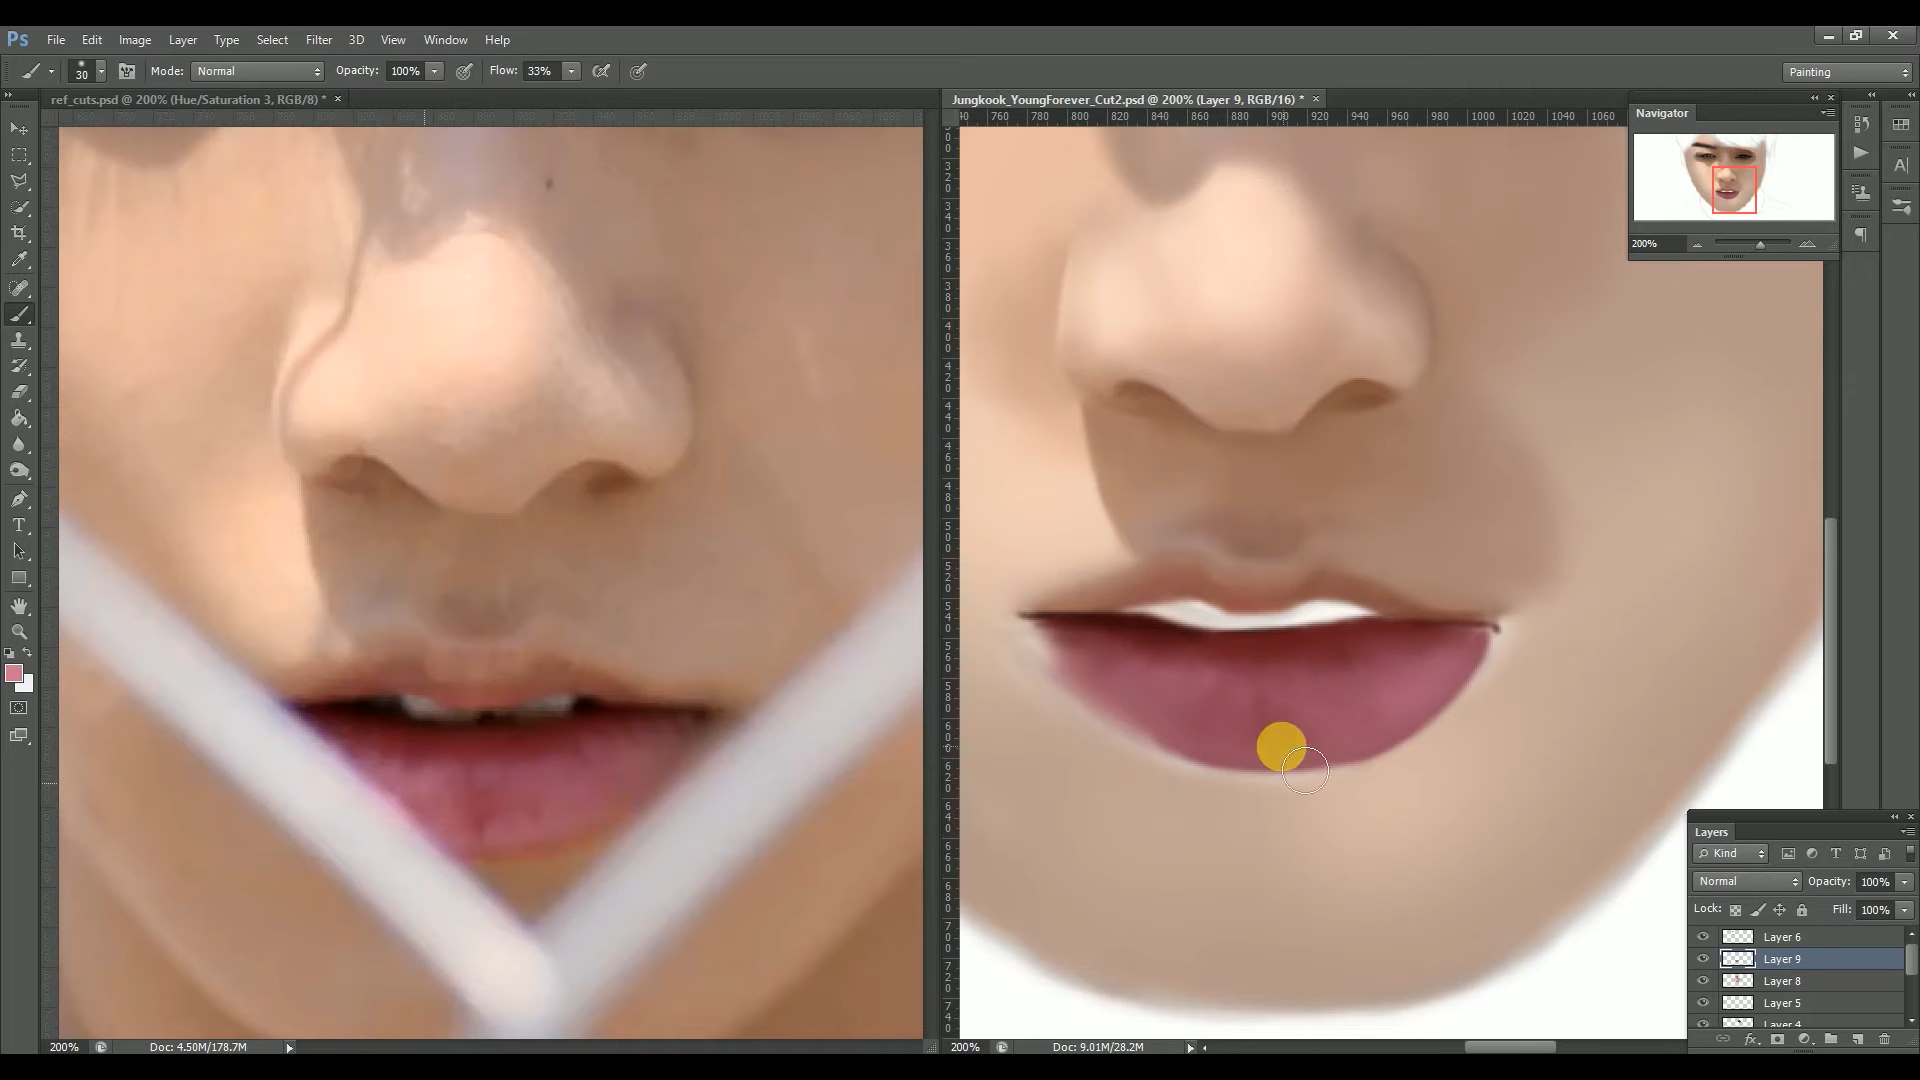 Ps File Edit Image Layer Type Select Filter 3D View Window Help
30 Mode: Normal Opacity: 100% Flow: 33% Painting
ref_cuts.psd @ 200% (Hue/Saturation 3, RGB/8) * × Jungkook_YoungForever_Cut2.psd @ 200% (Layer 9, RGB/16) * ×
760 780 800 820 840 860 880 900 920 940 960 980 1000 1020 1040 1060
Navigator
200%
Layers
Kind
Normal Opacity: 100%
Lock: Fill: 100%
Layer 6
Layer 9
Layer 8
Layer 5
Layer 4
200% Doc: 4.50M/178.7M 200% Doc: 9.01M/28.2M